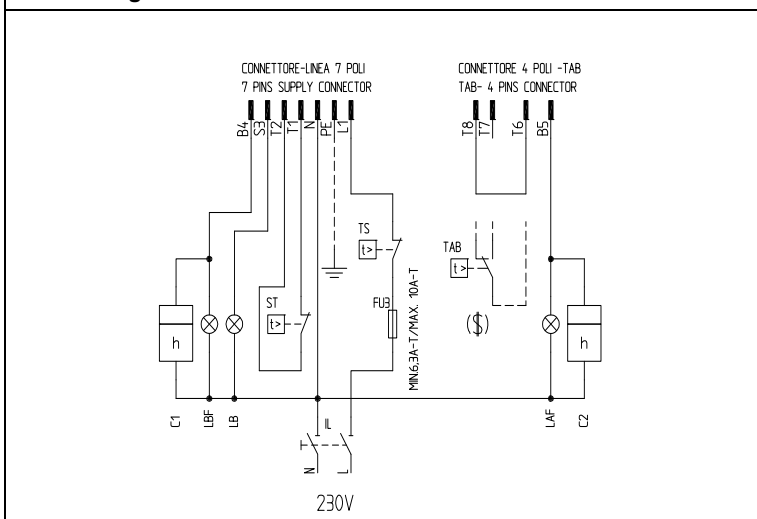 CONNETTORE-LINEA 7 POLI
7 PINS SUPPLY CONNECTOR
CONNETTORE 4 POLI -TAB
TAB- 4 PINS CONNECTOR
B4
S3
T2
T1
N
PE
L1
T8
T7
T6
B5
TS
t>
TAB
t>
ST
t>
FU3
MIN.6,3A-T/MAX. 10A-T
($)
h
h
C1
LBF
LB
IL
LAF
C2
N
L
230V